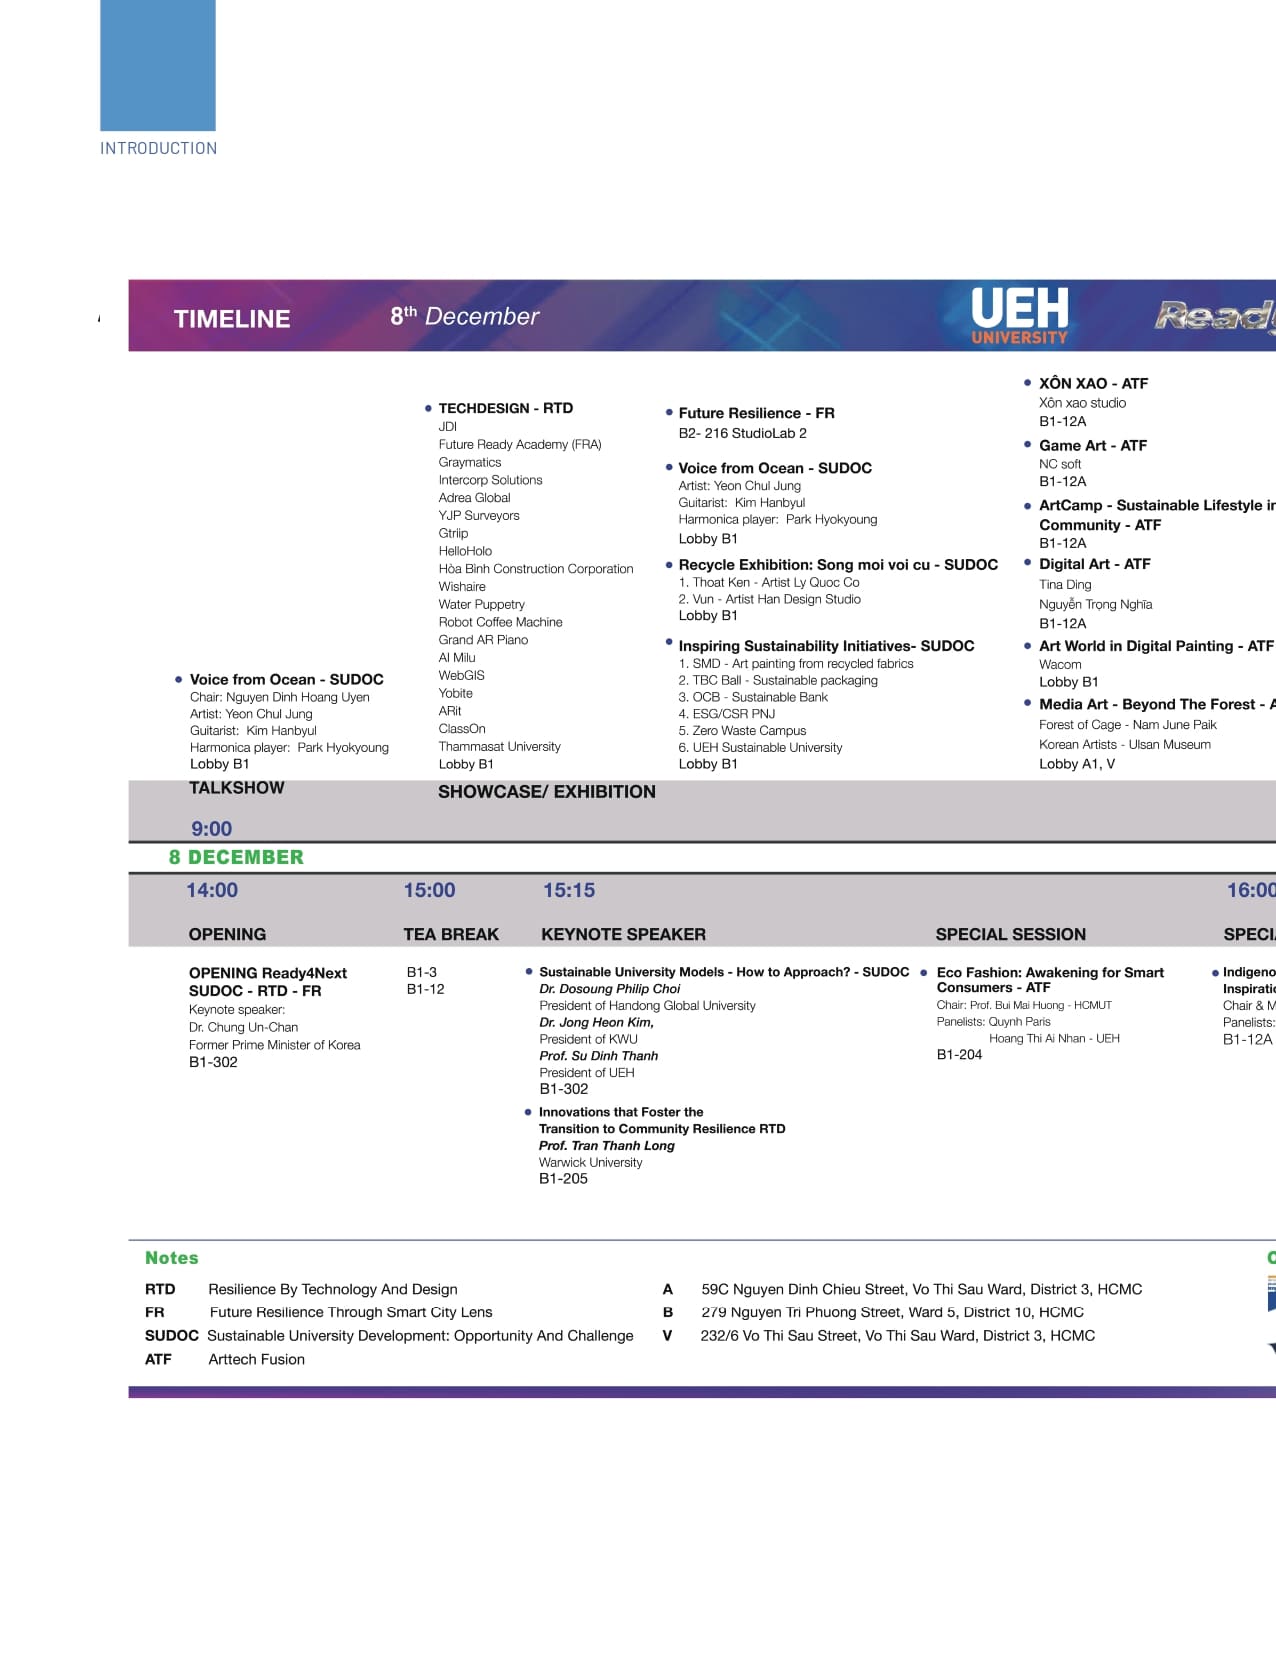 INTRODUCTION
TIMELINE
8th December
UEH
UNIVERSITY
TECHDESIGN - RTD
JDI
Future Ready Academy (FRA)
Graymatics
Intercorp Solutions
Adrea Global
YJP Surveyors
Gtriip
HelloHolo
Hòa Bình Construction Corporation
Wishaire
Water Puppetry
Robot Coffee Machine
Grand AR Piano
AI Milu
WebGIS
Yobite
ARit
ClassOn
Thammasat University
Lobby B1
Future Resilience - FR
B2- 216 StudioLab 2
Voice from Ocean - SUDOC
Artist: Yeon Chul Jung
Guitarist: Kim Hanbyul
Harmonica player: Park Hyokyoung
Lobby B1
Recycle Exhibition: Song moi voi cu - SUDOC
1. Thoat Ken - Artist Ly Quoc Co
2. Vun - Artist Han Design Studio
Lobby B1
Inspiring Sustainability Initiatives- SUDOC
1. SMD - Art painting from recycled fabrics
2. TBC Ball - Sustainable packaging
3. OCB - Sustainable Bank
4. ESG/CSR PNJ
5. Zero Waste Campus
6. UEH Sustainable University
Lobby B1
XÔN XAO - ATF
Xôn xao studio
B1-12A
Game Art - ATF
NC soft
B1-12A
ArtCamp - Sustainable Lifestyle in
Community - ATF
B1-12A
Digital Art - ATF
Tina Ding
Nguyễn Trọng Nghĩa
B1-12A
Art World in Digital Painting - ATF
Wacom
Lobby B1
Media Art - Beyond The Forest -
Forest of Cage - Nam June Paik
Korean Artists - Ulsan Museum
Lobby A1, V
Voice from Ocean - SUDOC
Chair: Nguyen Dinh Hoang Uyen
Artist: Yeon Chul Jung
Guitarist: Kim Hanbyul
Harmonica player: Park Hyokyoung
Lobby B1
TALKSHOW
SHOWCASE/ EXHIBITION
9:00
8 DECEMBER
14:00
15:00
15:15
16:00
OPENING
TEA BREAK
KEYNOTE SPEAKER
SPECIAL SESSION
OPENING Ready4Next
SUDOC - RTD - FR
Keynote speaker:
Dr. Chung Un-Chan
Former Prime Minister of Korea
B1-302
B1-3
B1-12
Sustainable University Models - How to Approach? - SUDOC
Dr. Dosoung Philip Choi
President of Handong Global University
Dr. Jong Heon Kim,
President of KWU
Prof. Su Dinh Thanh
President of UEH
B1-302
Innovations that Foster the
Transition to Community Resilience RTD
Prof. Tran Thanh Long
Warwick University
B1-205
Eco Fashion: Awakening for Smart
Consumers - ATF
Chair: Prof. Bui Mai Huong - HCMUT
Panelists: Quynh Paris
Hoang Thi Ai Nhan - UEH
B1-204
Chair &
Panelists:
B1-12A
Notes
RTD Resilience By Technology And Design
FR Future Resilience Through Smart City Lens
SUDOC Sustainable University Development: Opportunity And Challenge
ATF Arttech Fusion
A 59C Nguyen Dinh Chieu Street, Vo Thi Sau Ward, District 3, HCMC
B 279 Nguyen Tri Phuong Street, Ward 5, District 10, HCMC
V 232/6 Vo Thi Sau Street, Vo Thi Sau Ward, District 3, HCMC